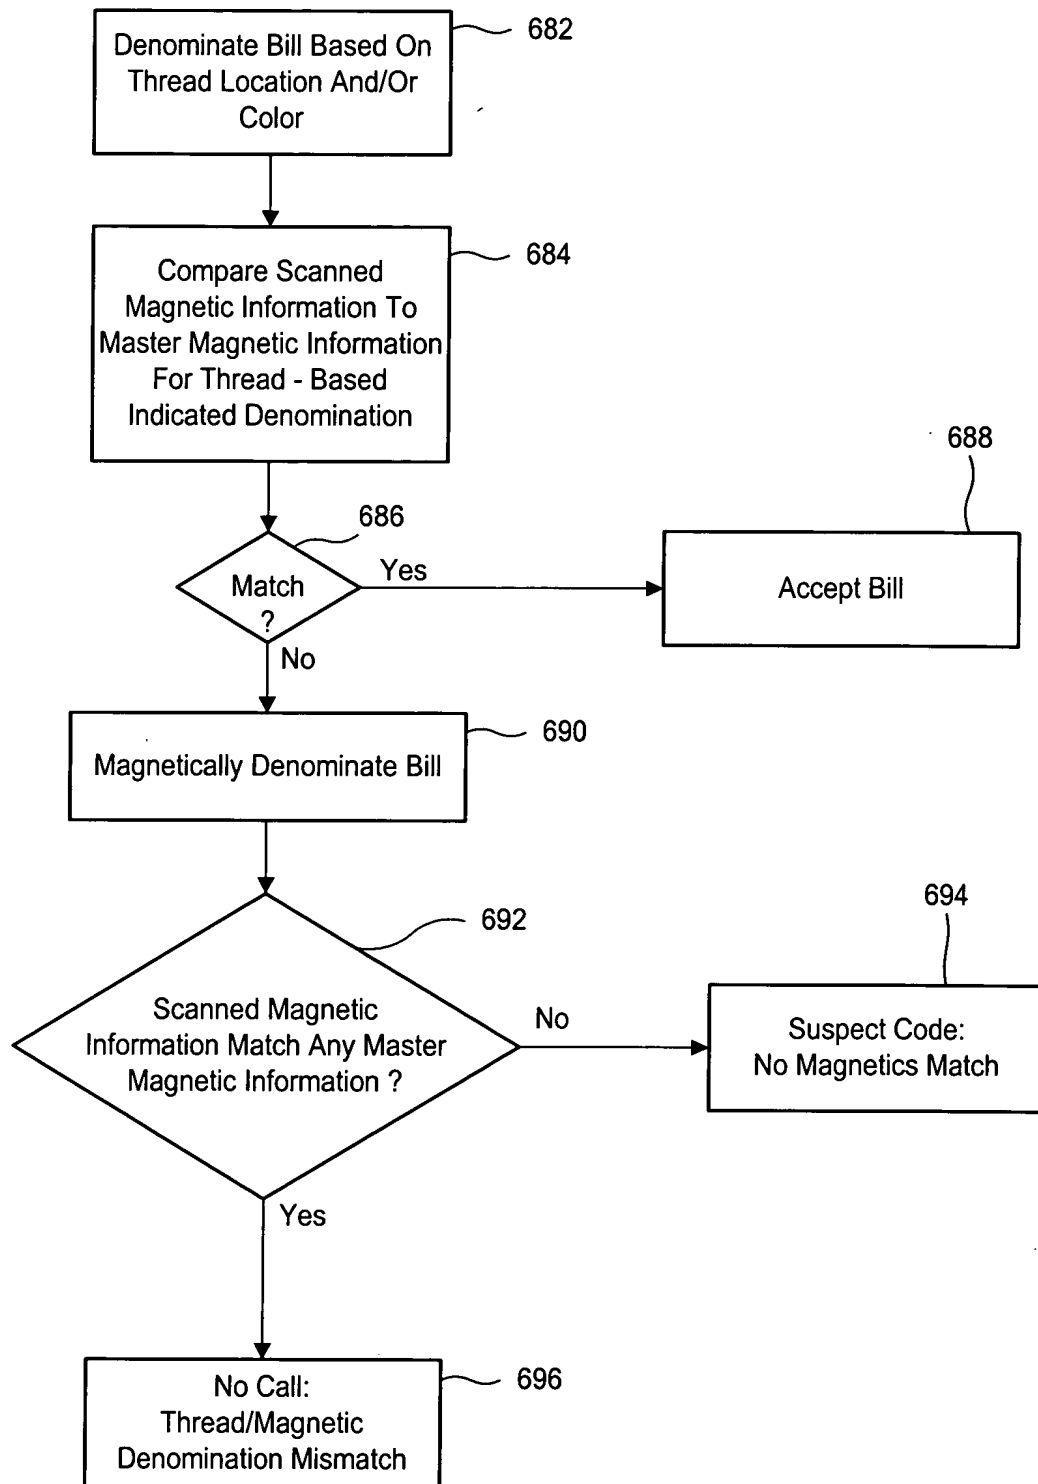 Denominate Bill Based On
Thread Location And/Or
Color
682
Compare Scanned
Magnetic Information To
Master Magnetic Information
For Thread - Based
Indicated Denomination
684
686
Match
?
Yes
688
Accept Bill
No
Magnetically Denominate Bill
690
692
Scanned Magnetic
Information Match Any Master
Magnetic Information ?
No
694
Suspect Code:
No Magnetics Match
Yes
No Call:
Thread/Magnetic
Denomination Mismatch
696